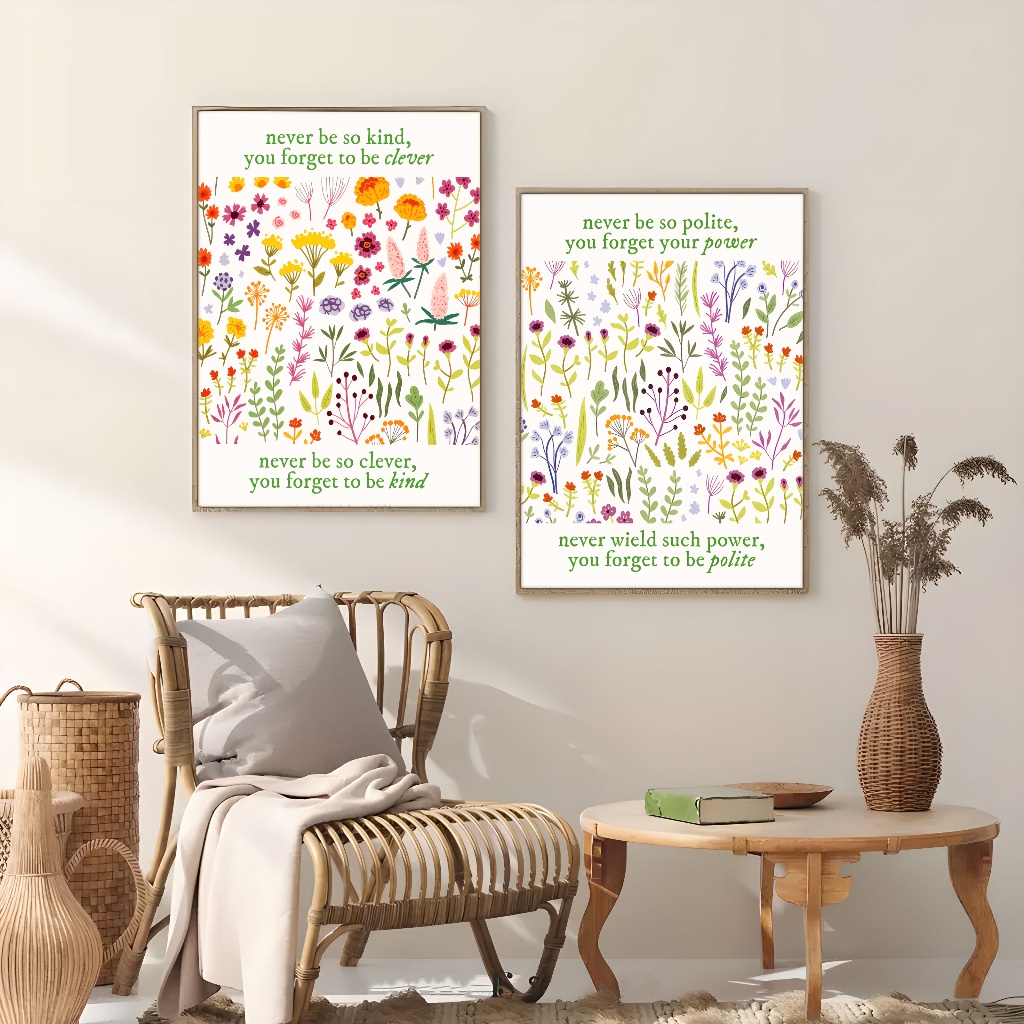 never be so kind,
you forget to be clever
never be so clever,
you forget to be kind
never be so polite,
you forget your power
never wield such power,
you forget to be polite